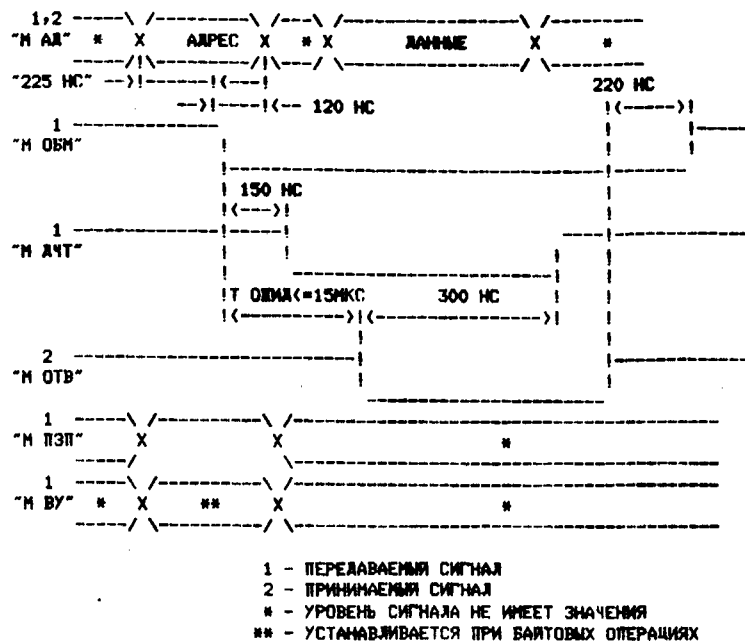 1,2
"М АД" * X АДРЕС X * X ДАННЫЕ X *
"225 НС" 220 НС
120 НС
1
"М ОБМ"
150 НС
1
"М ДЧТ"
Т ОЖИД<=15МКС 300 НС
2
"М ОТВ"
1
"М ПЗП" X X *
1
"М ВУ" * X ** X *
1 - ПЕРЕДАВАЕМЫЙ СИГНАЛ
2 - ПРИНИМАЕМЫЙ СИГНАЛ
* - УРОВЕНЬ СИГНАЛА НЕ ИМЕЕТ ЗНАЧЕНИЯ
** - УСТАНАВЛИВАЕТСЯ ПРИ БАЙТОВЫХ ОПЕРАЦИЯХ